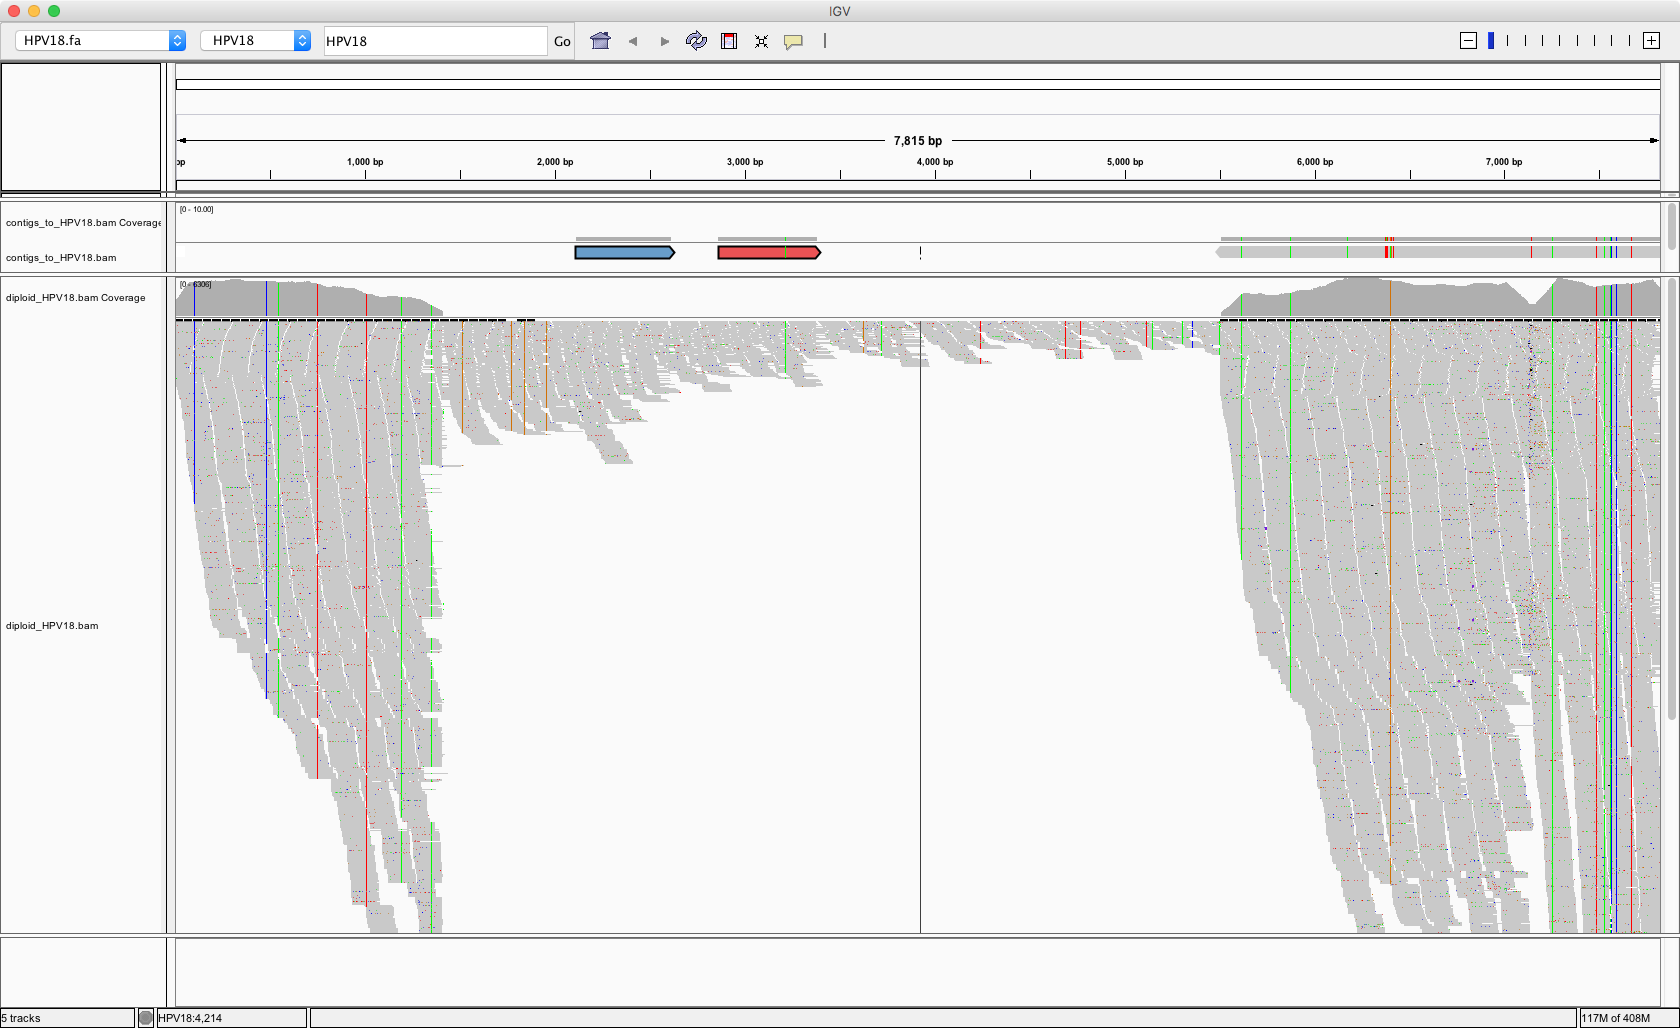 IGV
HPV18.fa HPV18 HPV18 Go
7,815 bp
bp 1,000 bp 2,000 bp 3,000 bp 4,000 bp 5,000 bp 6,000 bp 7,000 bp
[0 - 10.00]
contigs_to_HPV18.bam Coverage
contigs_to_HPV18.bam
[0 - 6306]
diploid_HPV18.bam Coverage
diploid_HPV18.bam
5 tracks HPV18:4,214 117M of 408M